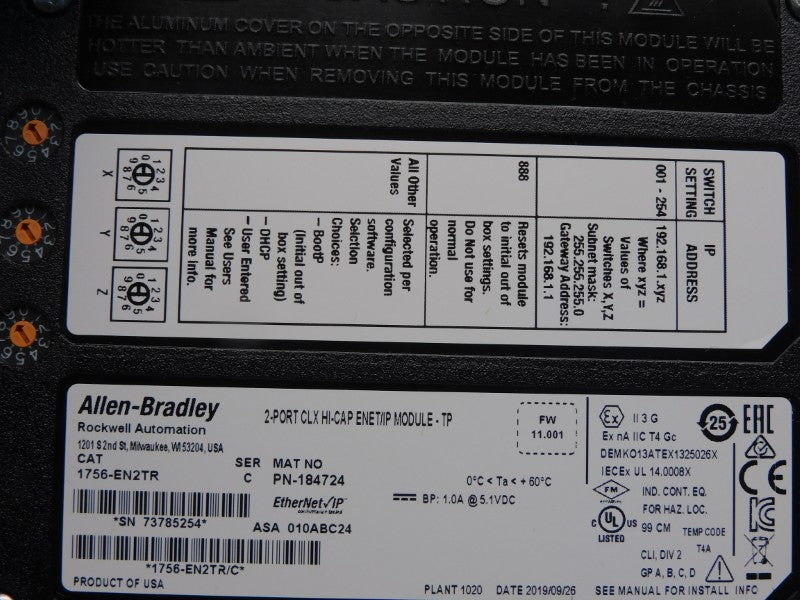 THE ALUMINUM COVER ON THE OPPOSITE SIDE OF THIS MODULE WILL BE
HOTTER THAN AMBIENT WHEN THE MODULE HAS BEEN IN OPERATION
USE CAUTION WHEN REMOVING THIS MODULE FROM THE CHASSIS
SWITCH
SETTING
IP
ADDRESS
001 - 254
192.168.1.xyz
Where xyz =
Values of
Switches X,Y,Z
Subnet mask:
255.255.255.0
Gateway Address:
192.168.1.1
888
Resets module
to initial out of
box settings.
Do Not use for
normal
operation.
All Other
Values
Selected per
configuration
software.
Selction
Choices:
– BootP
(Initial out of
box setting)
– DHCP
– User Entered
See Users
Manual for
more info.
X
Y
Z
Allen-Bradley
Rockwell Automation
1201 S 2nd St, Milwaukee, WI 53204, USA
2-PORT CLX HI-CAP ENET/IP MODULE - TP
FW
11.001
CAT
1756-EN2TR
SER
C
MAT NO
PN-184724
0°C < Ta < + 60°C
EtherNet/IP
BP: 1.0A @ 5.1VDC
*SN 73785254*
ASA 010ABC24
*1756-EN2TR/C*
PRODUCT OF USA
PLANT 1020 DATE 2019/09/26
Ex II 3 G
Ex nA IIC T4 Gc
DEMKO13ATEX1325026X
IECEx UL 14.0008X
FM
IND. CONT. EQ.
FOR HAZ. LOC.
C UL US
LISTED
99 CM
TEMP CODE
T4A
CLI, DIV 2
GP A, B, C, D
SEE MANUAL FOR INSTALL INFO
25
EAC
CE